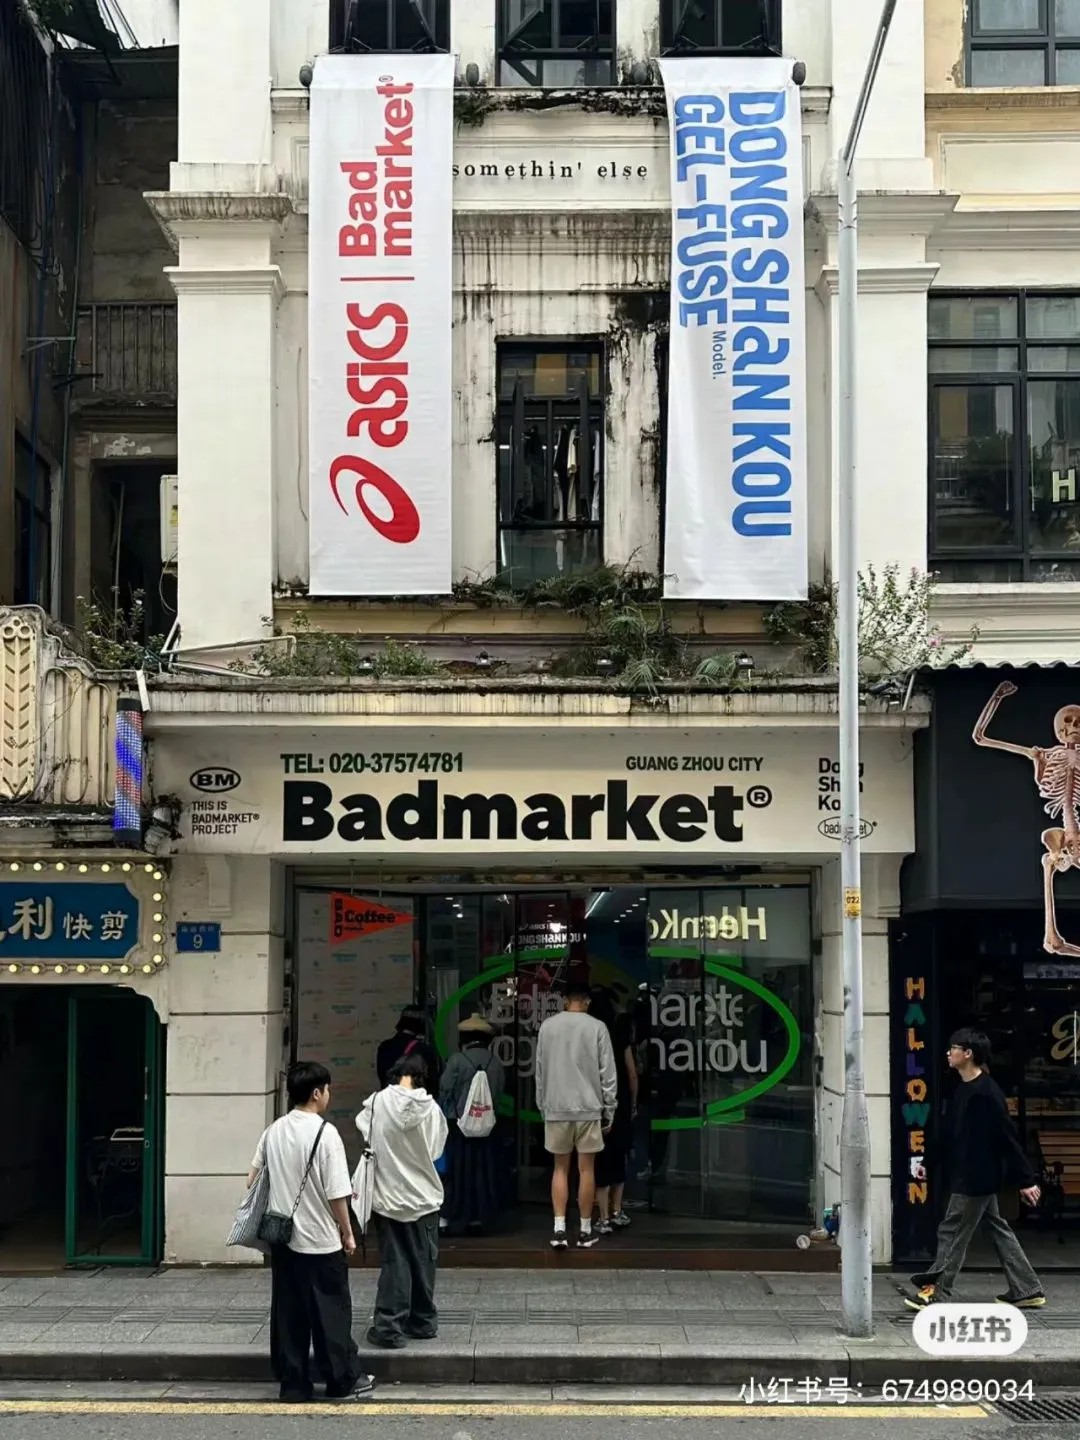 asics | Bad market®
somethin' else
DONG SHAN KOU
GEL-FUSE
Model.
BM
THIS IS
BADMARKET®
PROJECT
TEL: 020-37574781
GUANG ZHOU CITY
Badmarket®
Dong
Shan
Kou
利 快剪
9
BAD
Coffee
HALLOWEEN
H
022
小红书
小红书号：674989034